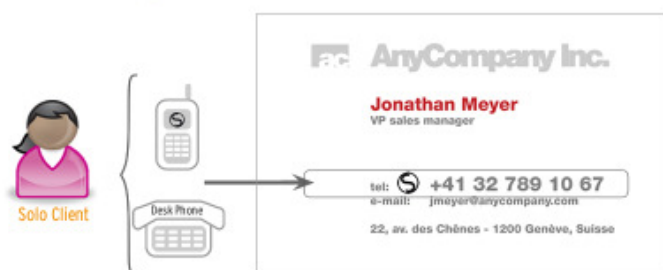 ac AnyCompany Inc.
Jonathan Meyer
VP sales manager
tel: +41 32 789 10 67
e-mail: jmeyer@anycompany.com
22, av. des Chênes - 1200 Genève, Suisse
Solo Client
Desk Phone